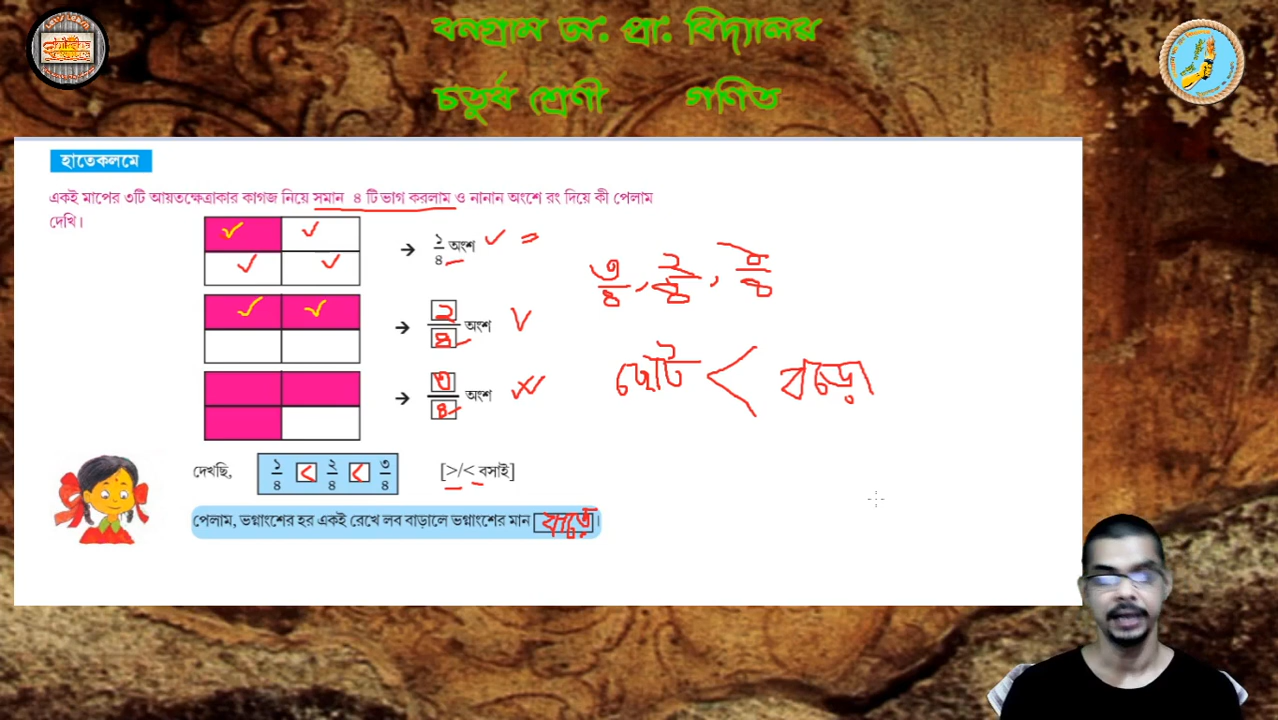 বনগ্রাম অ: প্রা: বিদ্যালয়
চতুর্থ শ্রেণী গণিত
হাতেকলমে
একই মাপের ৩টি আয়তক্ষেত্রাকার কাগজ নিয়ে সমান ৪ টি ভাগ করলাম ও নানান অংশে রং দিয়ে কী পেলাম
দেখি।
→ ১/৪ অংশ
→ ২/৪ অংশ
→ ৩/৪ অংশ
৩/৪, ২/৪, ১/৪
ছোট < বড়ো
দেখছি, ১/৪ < ২/৪ < ৩/৪ [>/< বসাই]
পেলাম, ভগ্নাংশের হর একই রেখে লব বাড়ালে ভগ্নাংশের মান বাড়ে।